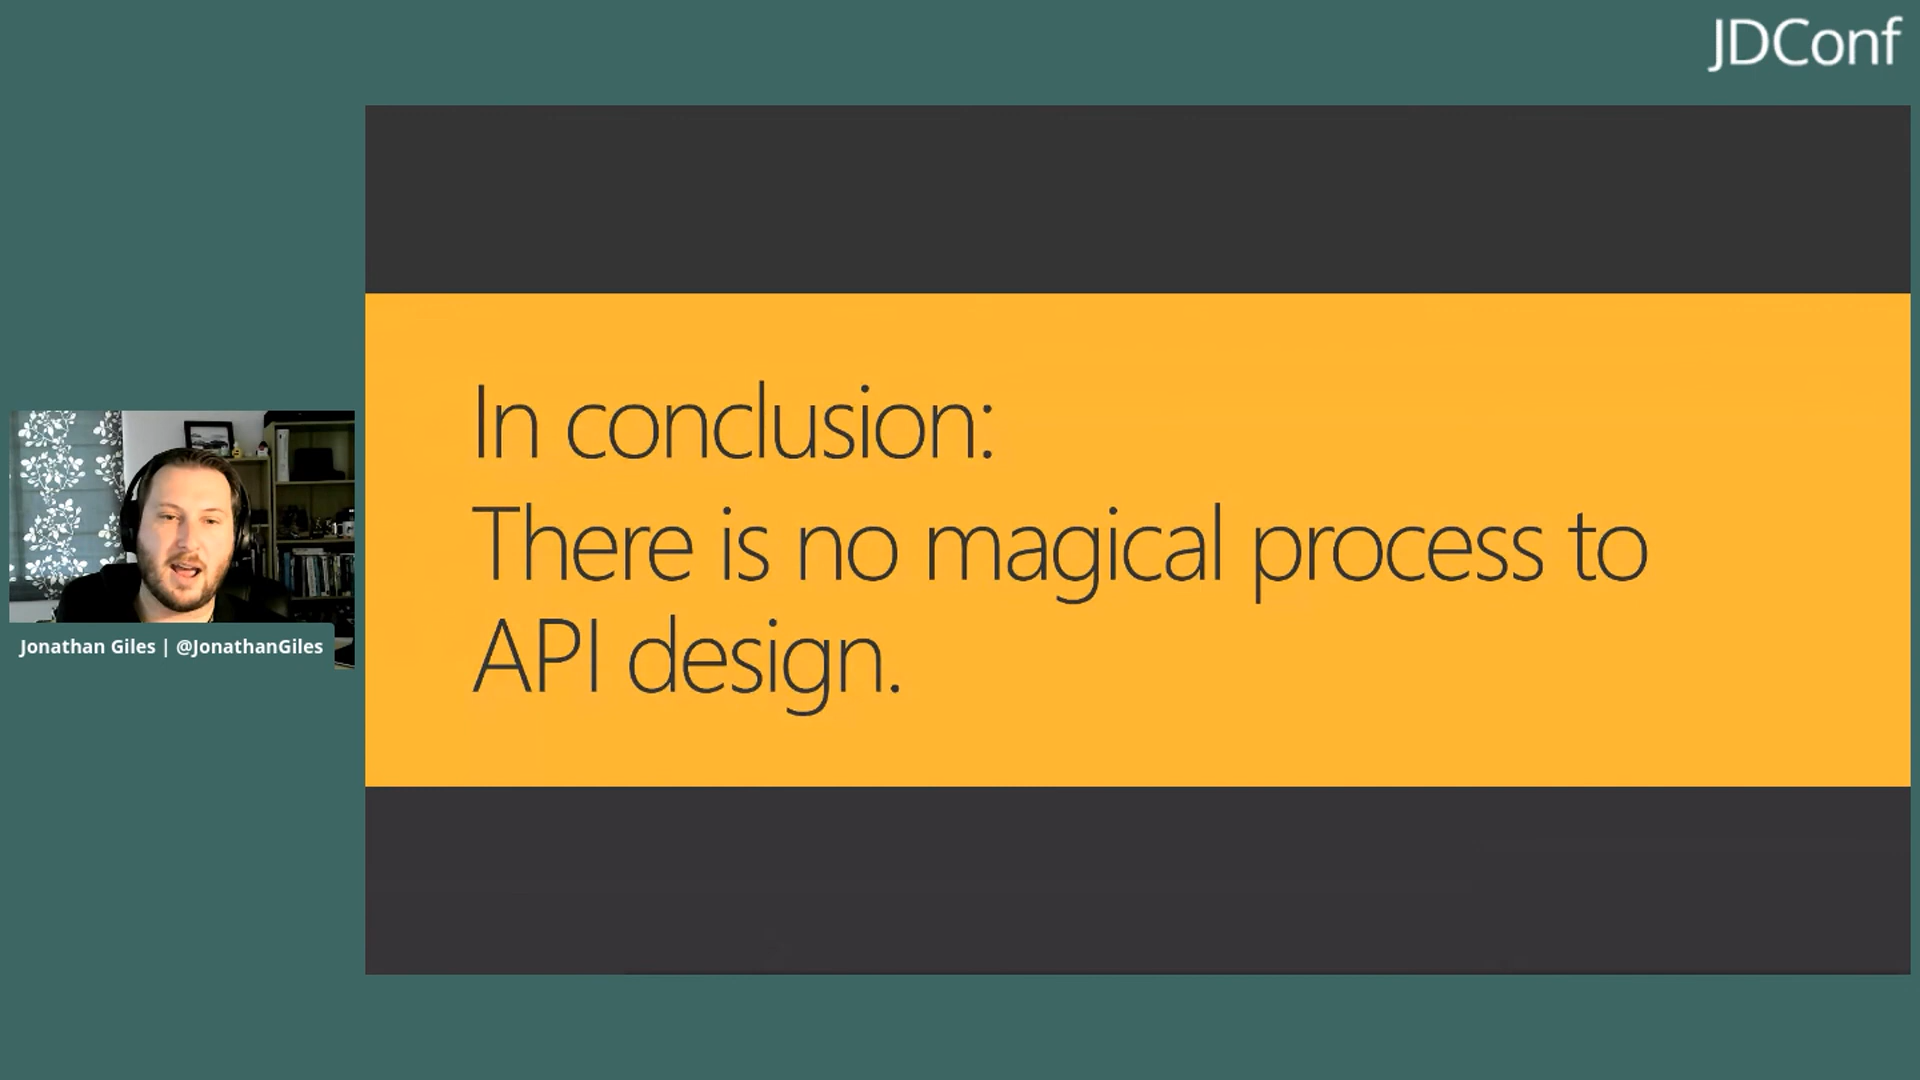 JDConf
In conclusion:
There is no magical process to
API design.
Jonathan Giles | @JonathanGiles